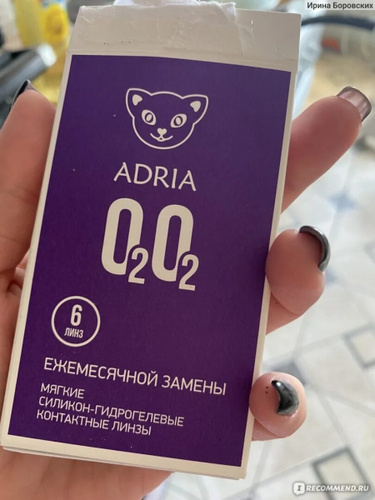 Ирина Боровских
ADRIA
O2O2
6
ЛИНЗ
ЕЖЕМЕСЯЧНОЙ ЗАМЕНЫ
МЯГКИЕ
СИЛИКОН-ГИДРОГЕЛЕВЫЕ
КОНТАКТНЫЕ ЛИНЗЫ
IRECOMMEND.RU